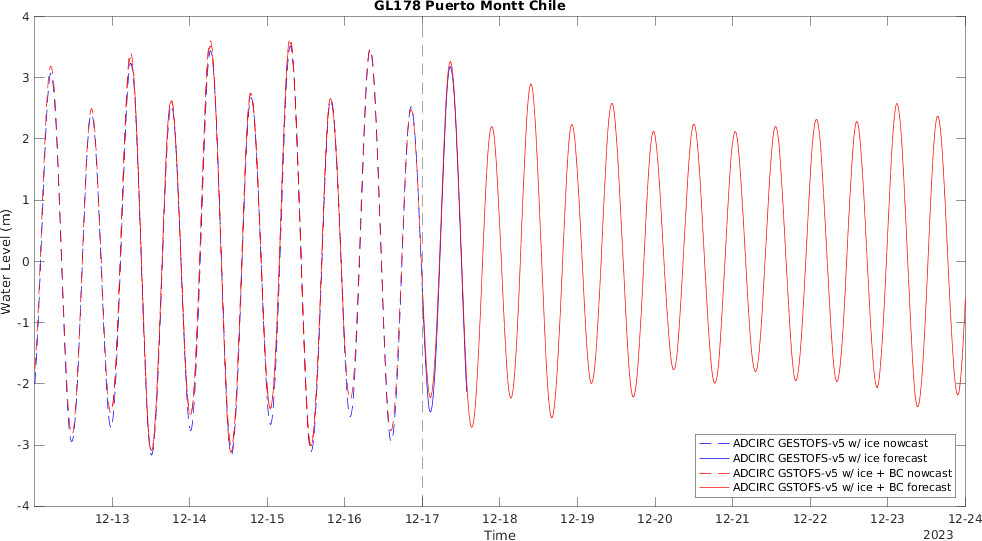 GL178 Puerto Montt Chile
4
3
2
1
0
-1
-2
-3
-4
Water Level (m)
ADCIRC GESTOFS-v5 w/ ice nowcast
ADCIRC GESTOFS-v5 w/ ice forecast
ADCIRC GSTOFS-v5 w/ ice + BC nowcast
ADCIRC GSTOFS-v5 w/ ice + BC forecast
12-13 12-14 12-15 12-16 12-17 12-18 12-19 12-20 12-21 12-22 12-23 12-24
Time
2023